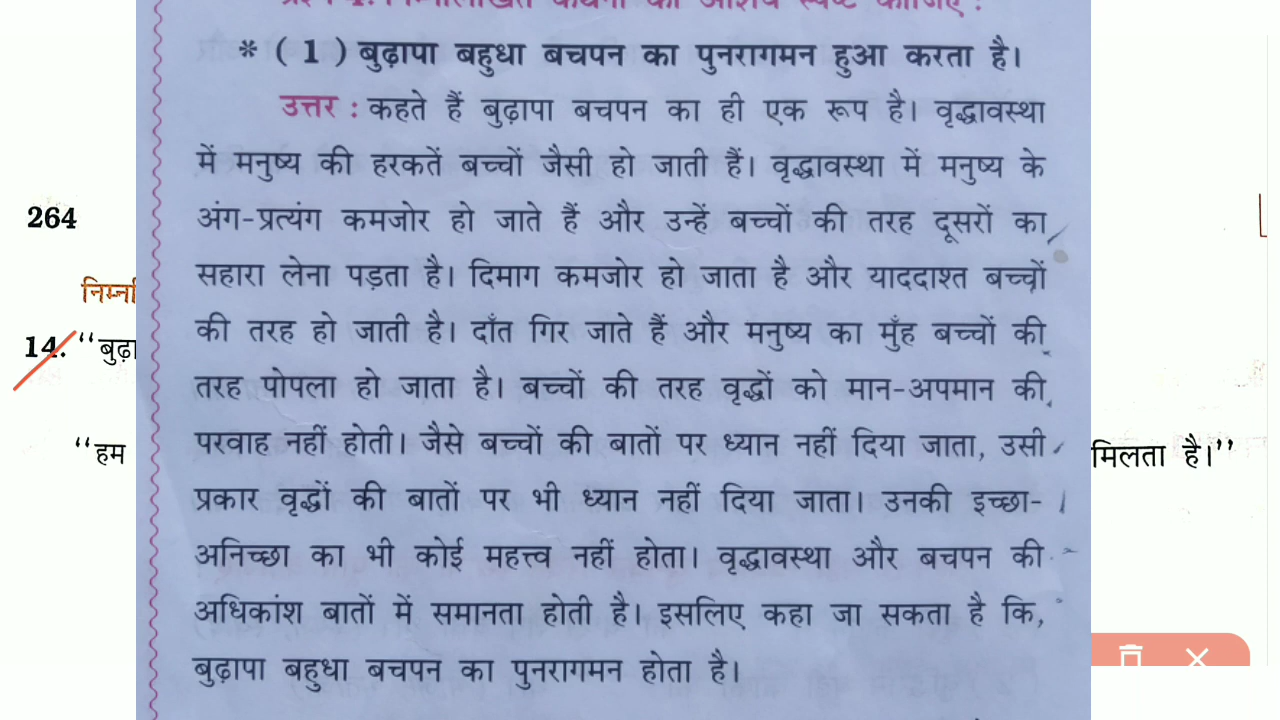 * ( 1 ) बुढ़ापा बहुधा बचपन का पुनरागमन हुआ करता है।
उत्तर : कहते हैं बुढ़ापा बचपन का ही एक रूप है। वृद्धावस्था
में मनुष्य की हरकतें बच्चों जैसी हो जाती हैं। वृद्धावस्था में मनुष्य के
अंग-प्रत्यंग कमजोर हो जाते हैं और उन्हें बच्चों की तरह दूसरों का
सहारा लेना पड़ता है। दिमाग कमजोर हो जाता है और याददाश्त बच्चों
की तरह हो जाती है। दाँत गिर जाते हैं और मनुष्य का मुँह बच्चों की
तरह पोपला हो जाता है। बच्चों की तरह वृद्धों को मान-अपमान की
परवाह नहीं होती। जैसे बच्चों की बातों पर ध्यान नहीं दिया जाता, उसी
प्रकार वृद्धों की बातों पर भी ध्यान नहीं दिया जाता। उनकी इच्छा-
अनिच्छा का भी कोई महत्त्व नहीं होता। वृद्धावस्था और बचपन की
अधिकांश बातों में समानता होती है। इसलिए कहा जा सकता है कि,
बुढ़ापा बहुधा बचपन का पुनरागमन होता है।
264
14. “बुढ़ा
“हम
मिलता है।”